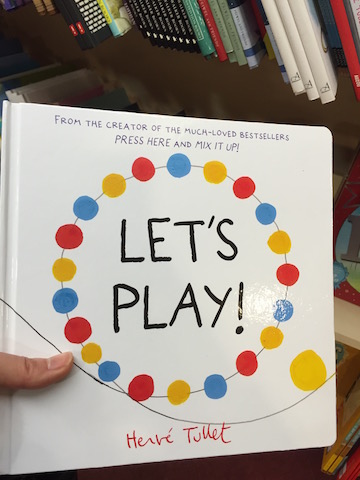 FROM THE CREATOR OF THE MUCH-LOVED BESTSELLERS
PRESS HERE AND MIX IT UP!
LET'S
PLAY!
Hervé Tullet